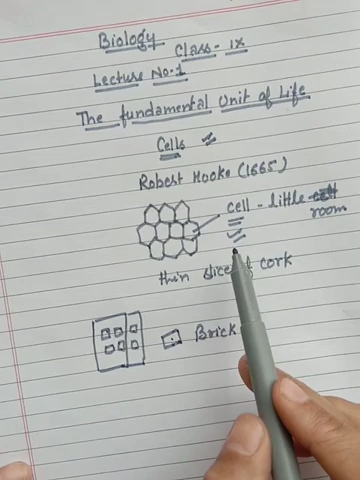 Biology Class- IX
Lecture No.1
The fundamental Unit of Life
Cells
Robert Hooke (1665)
cell - little
room
thin slice cork
Brick